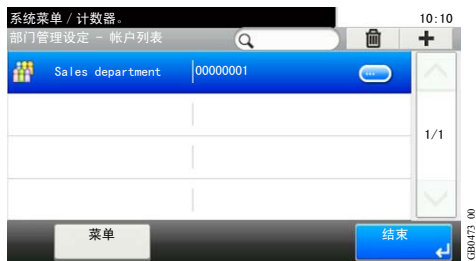 系统菜单 / 计数器。 10:10
部门管理设定 - 帐户列表
Sales department 00000001
1/1
菜单 结束
GB0473_00